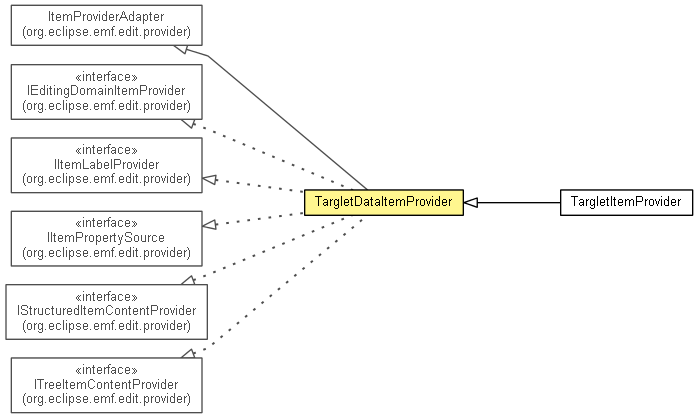 ItemProviderAdapter
(org.eclipse.emf.edit.provider)
«interface»
IEditingDomainItemProvider
(org.eclipse.emf.edit.provider)
«interface»
IItemLabelProvider
(org.eclipse.emf.edit.provider)
TargletDataItemProvider
TargletItemProvider
«interface»
IItemPropertySource
(org.eclipse.emf.edit.provider)
«interface»
IStructuredItemContentProvider
(org.eclipse.emf.edit.provider)
«interface»
ITreeItemContentProvider
(org.eclipse.emf.edit.provider)